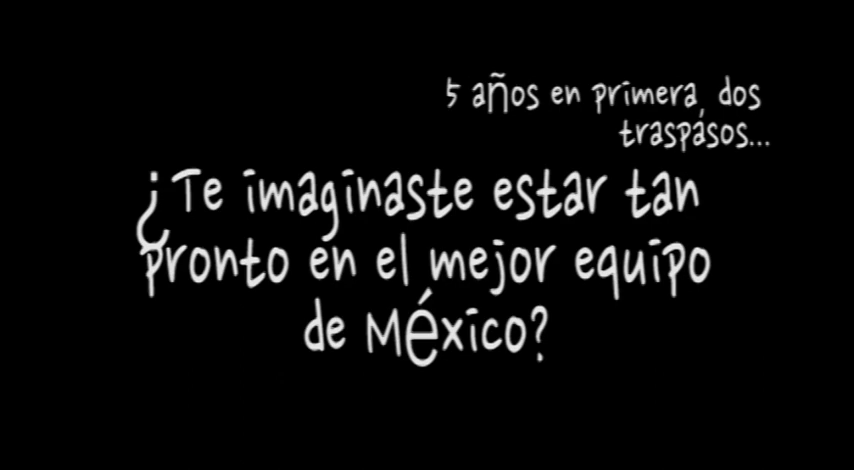 5 años en primera, dos
traspasos...
¿Te imaginaste estar tan
pronto en el mejor equipo
de México?